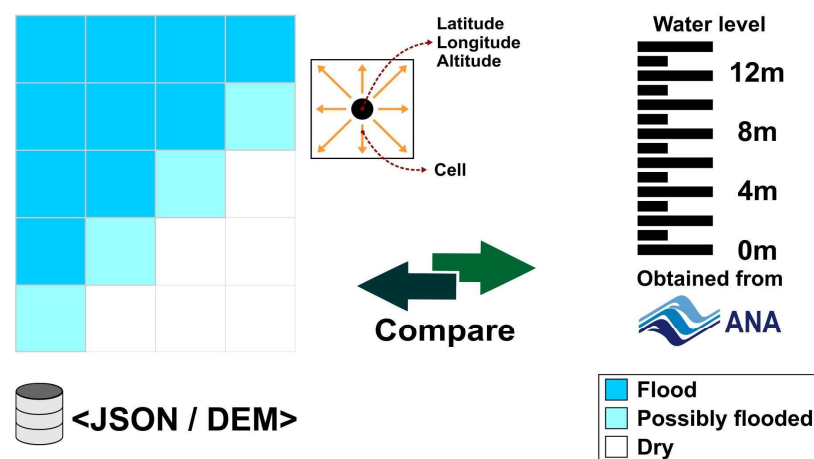 Latitude
Longitude
Altitude
Cell
Compare
<JSON / DEM>
Water level
12m
8m
4m
0m
Obtained from
ANA
Flood
Possibly flooded
Dry